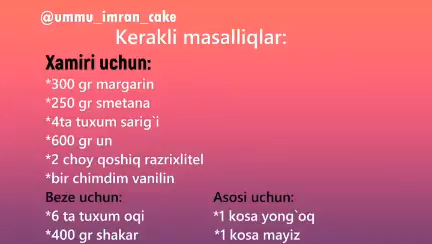 @ummu_imran_cake
Kerakli masalliqlar:
Xamiri uchun:
*300 gr margarin
*250 gr smetana
*4ta tuxum sarig`i
*600 gr un
*2 choy qoshiq razrixlitel
*bir chimdim vanilin
Beze uchun:
*6 ta tuxum oqi
*400 gr shakar
Asosi uchun:
*1 kosa yong`oq
*1 kosa mayiz